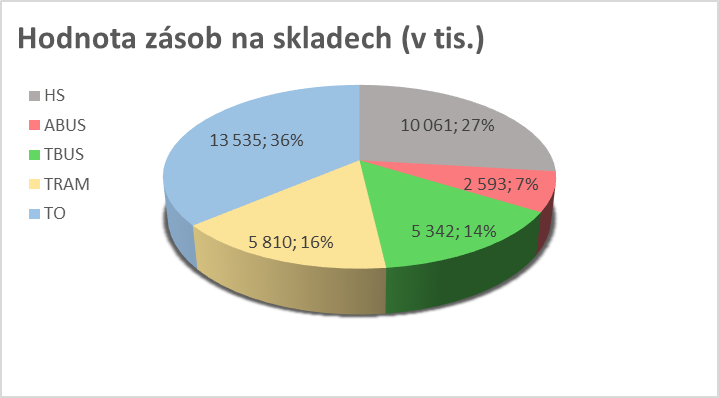 Hodnota zásob na skladech (v tis.)
HS
ABUS
TBUS
TRAM
TO
10 061; 27%
2 593; 7%
5 342; 14%
5 810; 16%
13 535; 36%